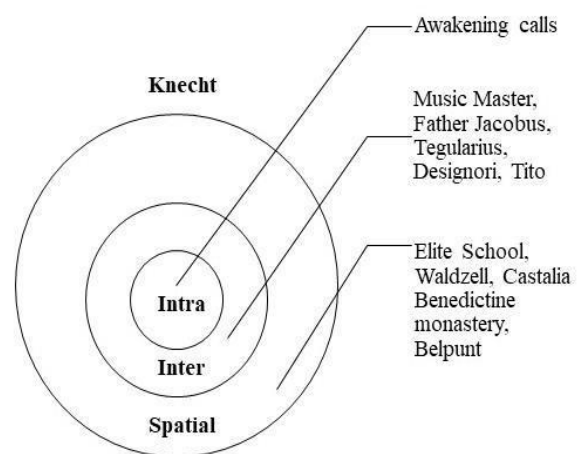 Awakening calls
Knecht
Music Master,
Father Jacobus,
Tegularius,
Designori, Tito
Elite School,
Waldzell, Castalia
Benedictine
monastery,
Belpunt
Intra
Inter
Spatial